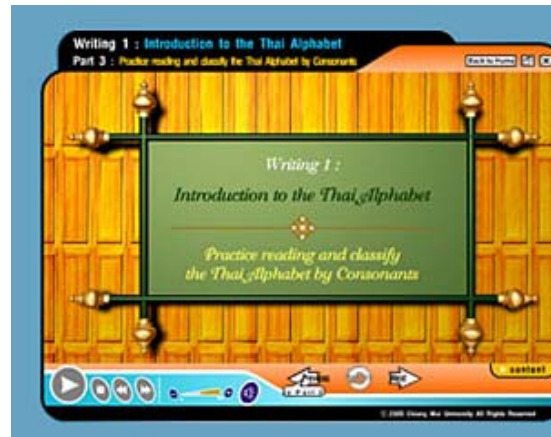 Writing 1 : Introduction to the Thai Alphabet
Part 3 : Practice reading and classify the Thai Alphabet by Consonants
Back to Home
Writing 1 :
Introduction to the Thai Alphabet
Practice reading and classify
the Thai Alphabet by Consonants
content
© 2005 Chiang Mai University All Rights Reserved